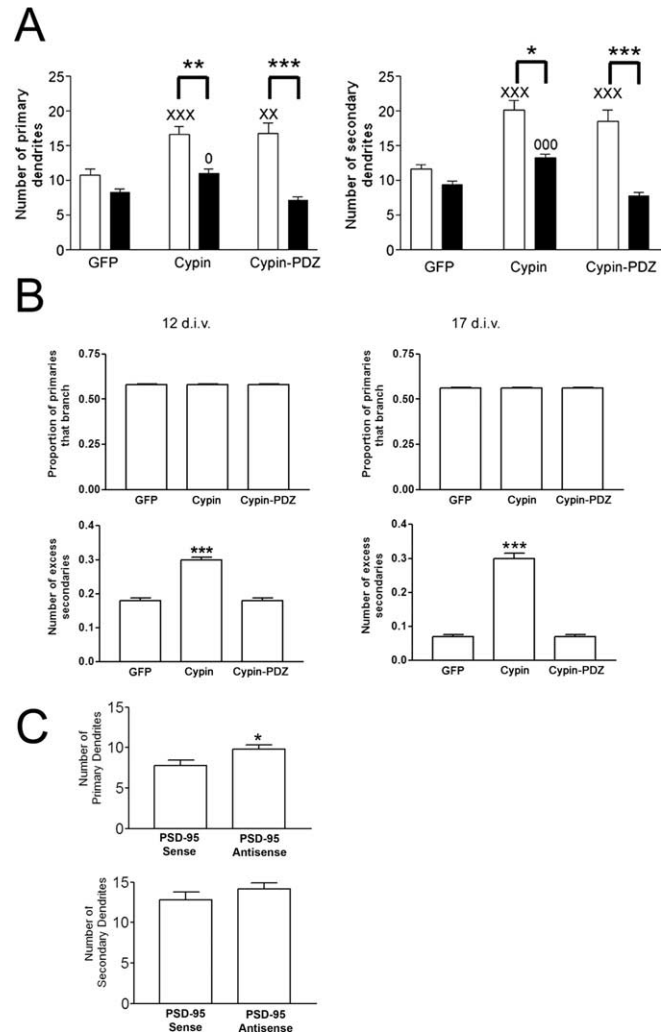 A
Number of primary dendrites
25
20
15
10
5
0
**
***
XXX
0
XX
GFP
Cypin
Cypin-PDZ
Number of secondary dendrites
25
20
15
10
5
0
*
***
XXX
000
XXX
GFP
Cypin
Cypin-PDZ
B
12 d.i.v.
17 d.i.v.
Proportion of primaries that branch
0.75
0.50
0.25
0.00
GFP
Cypin
Cypin-PDZ
Proportion of primaries that branch
0.75
0.50
0.25
0.00
GFP
Cypin
Cypin-PDZ
Number of excess secondaries
0.4
0.3
0.2
0.1
0.0
***
GFP
Cypin
Cypin-PDZ
Number of excess secondaries
0.4
0.3
0.2
0.1
0.0
***
GFP
Cypin
Cypin-PDZ
C
Number of Primary Dendrites
15
10
5
0
*
PSD-95 Sense
PSD-95 Antisense
Number of Secondary Dendrites
15
10
5
0
PSD-95 Sense
PSD-95 Antisense